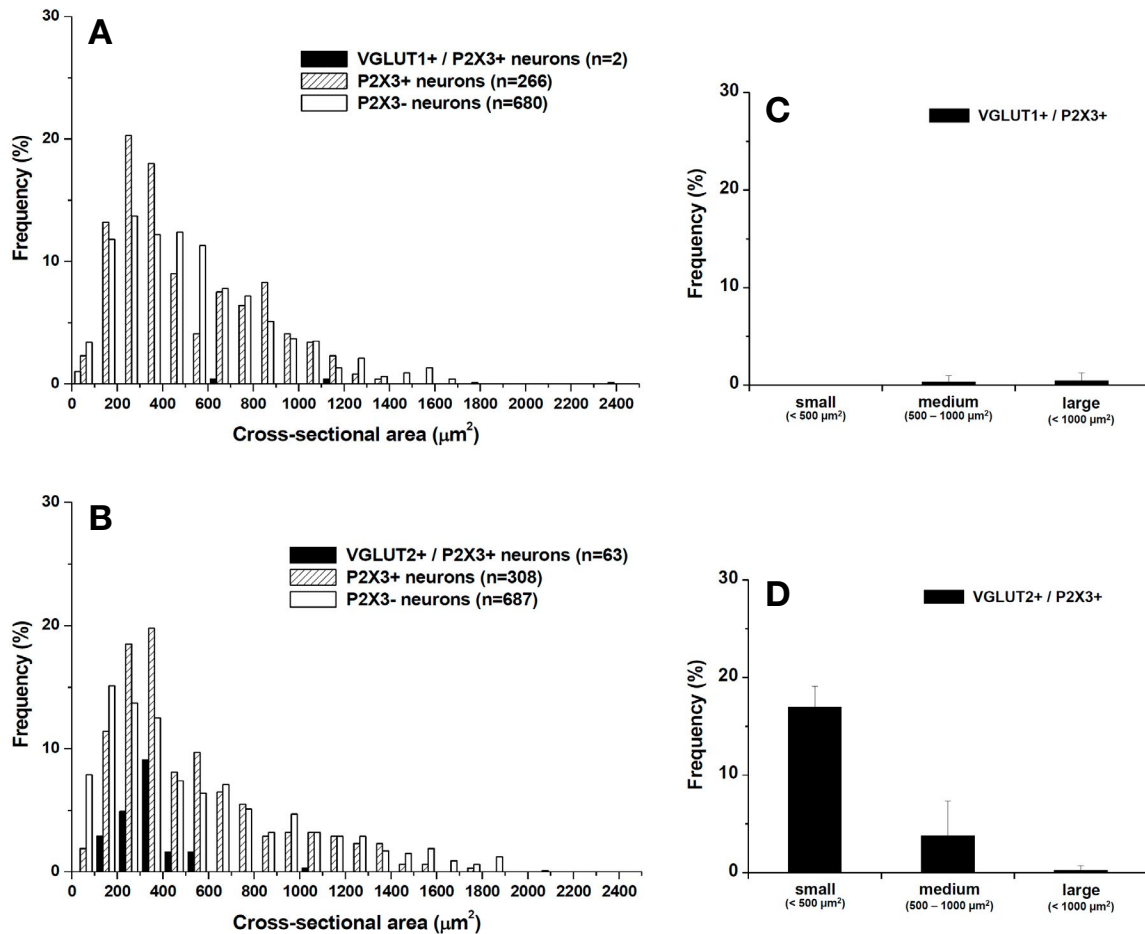 A
VGLUT1+ / P2X3+ neurons (n=2)
P2X3+ neurons (n=266)
P2X3- neurons (n=680)
30
20
10
0
Frequency (%)
0 200 400 600 800 1000 1200 1400 1600 1800 2000 2200 2400
Cross-sectional area (μm²)
C
VGLUT1+ / P2X3+
30
20
10
0
Frequency (%)
small medium large
(< 500 μm²) (500 – 1000 μm²) (< 1000 μm²)
B
VGLUT2+ / P2X3+ neurons (n=63)
P2X3+ neurons (n=308)
P2X3- neurons (n=687)
30
20
10
0
Frequency (%)
0 200 400 600 800 1000 1200 1400 1600 1800 2000 2200 2400
Cross-sectional area (μm²)
D
VGLUT2+ / P2X3+
30
20
10
0
Frequency (%)
small medium large
(< 500 μm²) (500 – 1000 μm²) (< 1000 μm²)